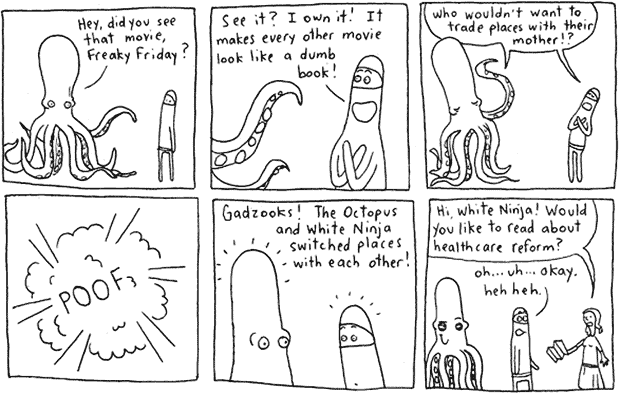 Hey, did you see
that movie,
Freaky Friday?
See it? I own it! It
makes every other movie
look like a dumb
book!
who wouldn't want to
trade places with their
mother!?
POOF
Gadzooks! The Octopus
and White Ninja
switched places
with each other!
Hi, White Ninja! Would
you like to read about
healthcare reform?
oh...uh... okay.
heh heh.